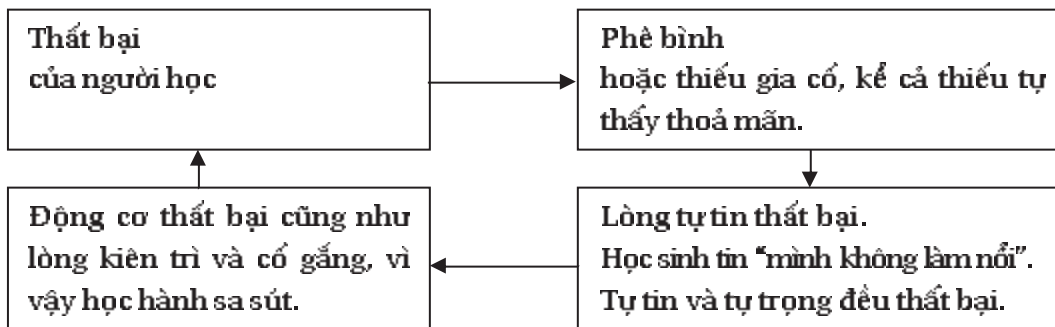 Thất bại
của người học
Phê bình
hoặc thiếu gia cố, kể cả thiếu tự
thấy thoả mãn.
Lòng tự tin thất bại.
Học sinh tin “mình không làm nổi”.
Tự tin và tự trọng đều thất bại.
Động cơ thất bại cũng như
lòng kiên trì và cố gắng, vì
vậy học hành sa sút.